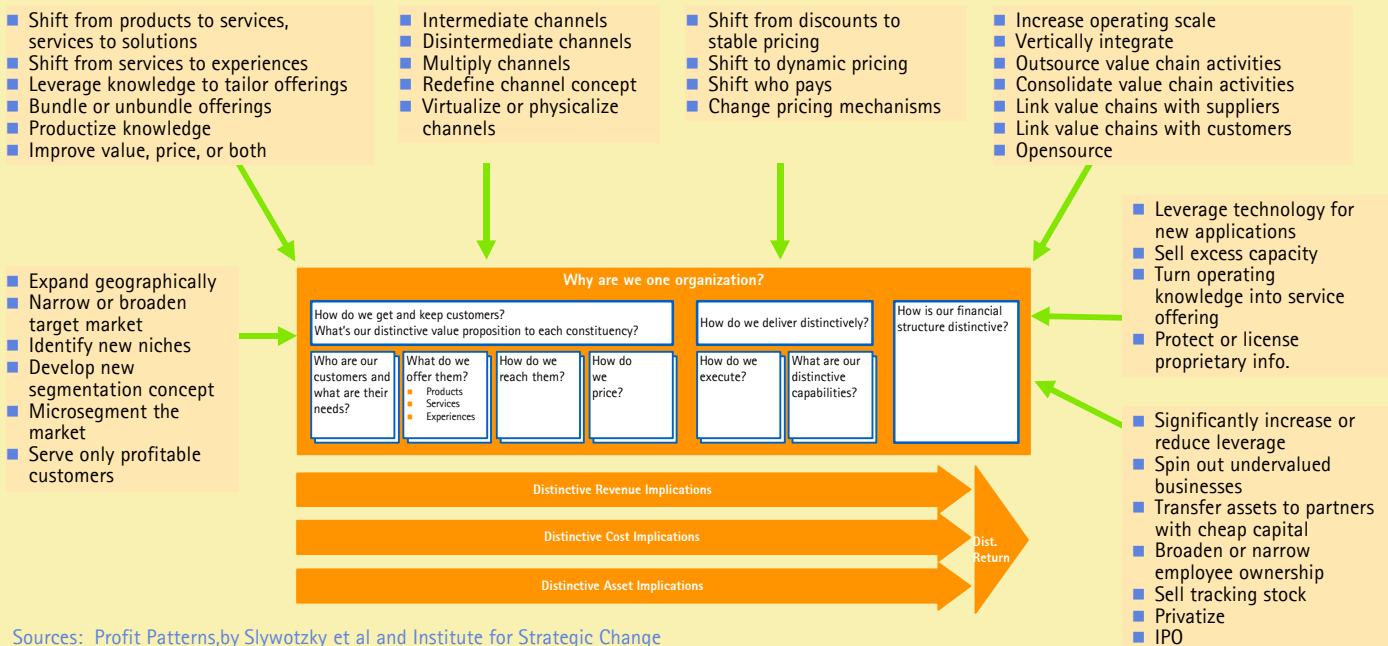 Shift from products to services,
services to solutions
Shift from services to experiences
Leverage knowledge to tailor offerings
Bundle or unbundle offerings
Productize knowledge
Improve value, price, or both
Intermediate channels
Disintermediate channels
Multiply channels
Redefine channel concept
Virtualize or physicalize
channels
Shift from discounts to
stable pricing
Shift to dynamic pricing
Shift who pays
Change pricing mechanisms
Increase operating scale
Vertically integrate
Outsource value chain activities
Consolidate value chain activities
Link value chains with suppliers
Link value chains with customers
Opensource
Expand geographically
Narrow or broaden
target market
Identify new niches
Develop new
segmentation concept
Microsegment the
market
Serve only profitable
customers
Why are we one organization?
How do we get and keep customers?
What's our distinctive value proposition to each constituency?
How do we deliver distinctively?
How is our financial
structure distinctive?
Who are our
customers and
what are their
needs?
What do we
offer them?
Products
Services
Experiences
How do we
reach them?
How do
we
price?
How do we
execute?
What are our
distinctive
capabilities?
Leverage technology for
new applications
Sell excess capacity
Turn operating
knowledge into service
offering
Protect or license
proprietary info.
Significantly increase or
reduce leverage
Spin out undervalued
businesses
Transfer assets to partners
with cheap capital
Broaden or narrow
employee ownership
Sell tracking stock
Privatize
IPO
Distinctive Revenue Implications
Distinctive Cost Implications
Distinctive Asset Implications
Dist.
Return
Sources: Profit Patterns,by Slywotzky et al and Institute for Strategic Change